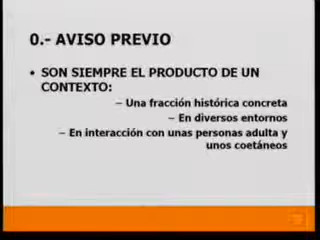 0.- AVISO PREVIO
• SON SIEMPRE EL PRODUCTO DE UN
CONTEXTO:
– Una fracción histórica concreta
– En diversos entornos
– En interacción con unas personas adulta y
unos coetáneos